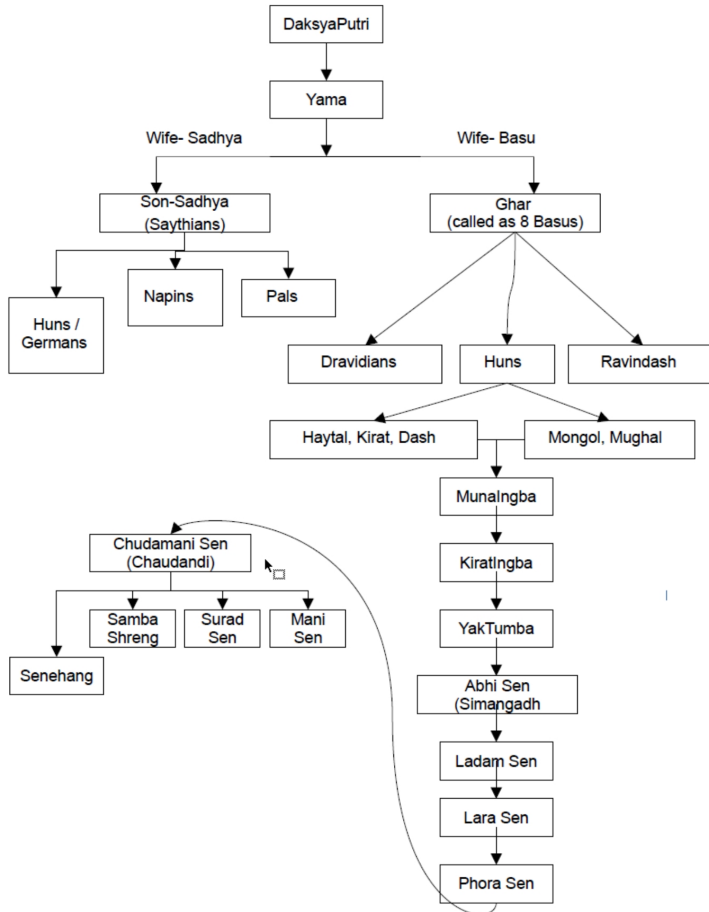 DaksyaPutri
Yama
Wife- Sadhya
Wife- Basu
Son-Sadhya
(Saythians)
Ghar
(called as 8 Basus)
Huns /
Germans
Napins
Pals
Dravidians
Huns
Ravindash
Haytal, Kirat, Dash
Mongol, Mughal
MunaIngba
KiratIngba
YakTumba
Abhi Sen
(Simangadh
Ladam Sen
Lara Sen
Phora Sen
Chudamani Sen
(Chaudandi)
Samba
Shreng
Surad
Sen
Mani
Sen
Senehang